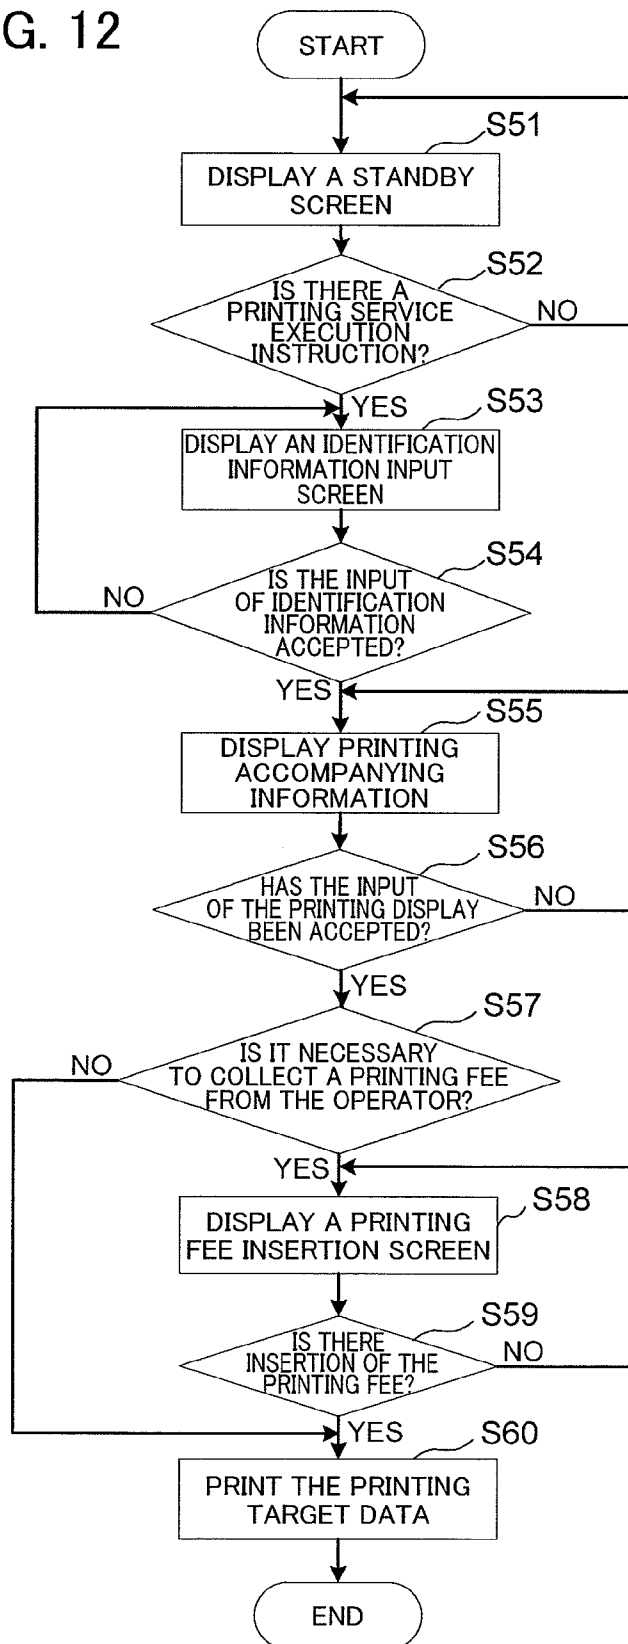 G. 12
START
S51
DISPLAY A STANDBY
SCREEN
S52
IS THERE A
PRINTING SERVICE
EXECUTION
INSTRUCTION?
NO
YES
S53
DISPLAY AN IDENTIFICATION
INFORMATION INPUT
SCREEN
S54
IS THE INPUT
OF IDENTIFICATION
INFORMATION
ACCEPTED?
NO
YES
S55
DISPLAY PRINTING
ACCOMPANYING
INFORMATION
S56
HAS THE INPUT
OF THE PRINTING DISPLAY
BEEN ACCEPTED?
NO
YES
S57
IS IT NECESSARY
TO COLLECT A PRINTING FEE
FROM THE OPERATOR?
NO
YES
S58
DISPLAY A PRINTING
FEE INSERTION SCREEN
S59
IS THERE
INSERTION OF THE
PRINTING FEE?
NO
YES
S60
PRINT THE PRINTING
TARGET DATA
END